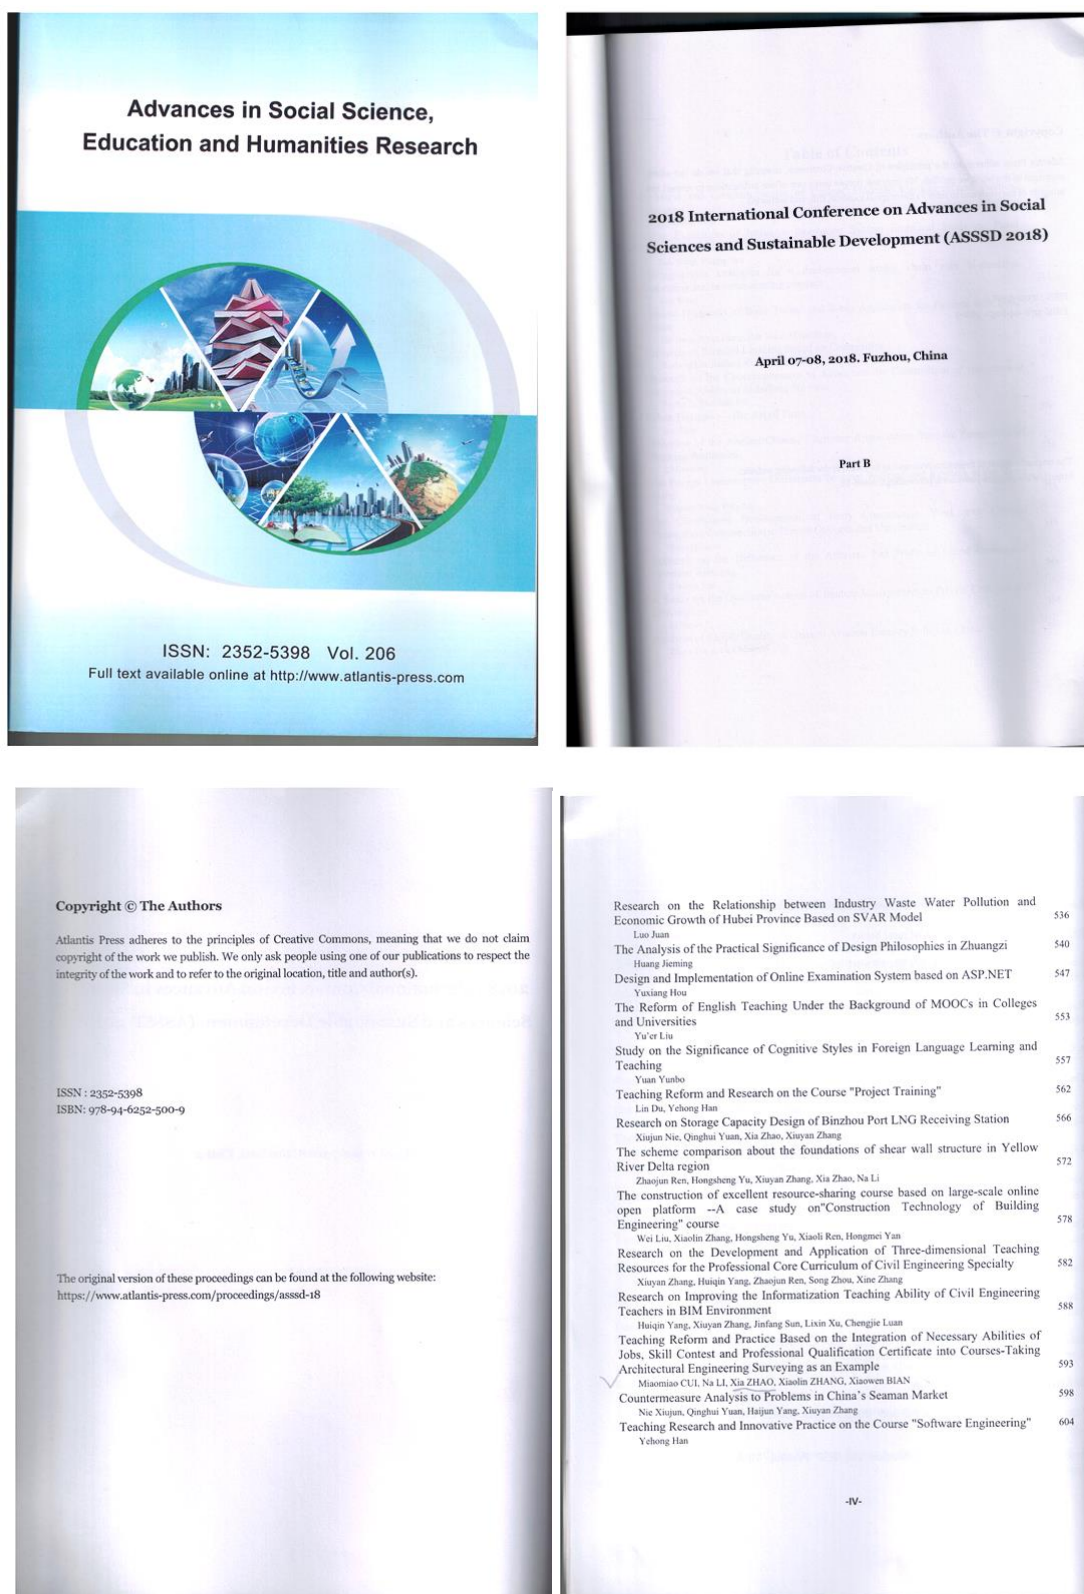 Advances in Social Science,
Education and Humanities Research
ISSN: 2352-5398 Vol. 206
Full text available online at http://www.atlantis-press.com
2018 International Conference on Advances in Social
Sciences and Sustainable Development (ASSSD 2018)
April 07-08, 2018. Fuzhou, China
Part B
Copyright © The Authors
Atlantis Press adheres to the principles of Creative Commons, meaning that we do not claim
copyright of the work we publish. We only ask people using one of our publications to respect the
integrity of the work and to refer to the original location, title and author(s).
ISSN : 2352-5398
ISBN: 978-94-6252-500-9
The original version of these proceedings can be found at the following website:
https://www.atlantis-press.com/proceedings/asssd-18
Research on the Relationship between Industry Waste Water Pollution and
Economic Growth of Hubei Province Based on SVAR Model 536
Luo Juan
The Analysis of the Practical Significance of Design Philosophies in Zhuangzi 540
Huang Jieming
Design and Implementation of Online Examination System based on ASP.NET 547
Yuxiang Hou
The Reform of English Teaching Under the Background of MOOCs in Colleges
and Universities 553
Yu'er Liu
Study on the Significance of Cognitive Styles in Foreign Language Learning and
Teaching 557
Yuan Yunbo
Teaching Reform and Research on the Course "Project Training" 562
Lin Du, Yehong Han
Research on Storage Capacity Design of Binzhou Port LNG Receiving Station 566
Xiujun Nie, Qinghui Yuan, Xia Zhao, Xiuyan Zhang
The scheme comparison about the foundations of shear wall structure in Yellow
River Delta region 572
Zhaojun Ren, Hongsheng Yu, Xiuyan Zhang, Xia Zhao, Na Li
The construction of excellent resource-sharing course based on large-scale online
open platform --A case study on"Construction Technology of Building
Engineering" course 578
Wei Liu, Xiaolin Zhang, Hongsheng Yu, Xiaoli Ren, Hongmei Yan
Research on the Development and Application of Three-dimensional Teaching
Resources for the Professional Core Curriculum of Civil Engineering Specialty 582
Xiuyan Zhang, Huiqin Yang, Zhaojun Ren, Song Zhou, Xine Zhang
Research on Improving the Informatization Teaching Ability of Civil Engineering
Teachers in BIM Environment 588
Huiqin Yang, Xiuyan Zhang, Jinfang Sun, Lixin Xu, Chengjie Luan
Teaching Reform and Practice Based on the Integration of Necessary Abilities of
Jobs, Skill Contest and Professional Qualification Certificate into Courses-Taking
Architectural Engineering Surveying as an Example 593
Miaomiao CUI, Na LI, Xia ZHAO, Xiaolin ZHANG, Xiaowen BIAN
Countermeasure Analysis to Problems in China's Seaman Market 598
Nie Xiujun, Qinghui Yuan, Haijun Yang, Xiuyan Zhang
Teaching Research and Innovative Practice on the Course "Software Engineering" 604
Yehong Han
-IV-